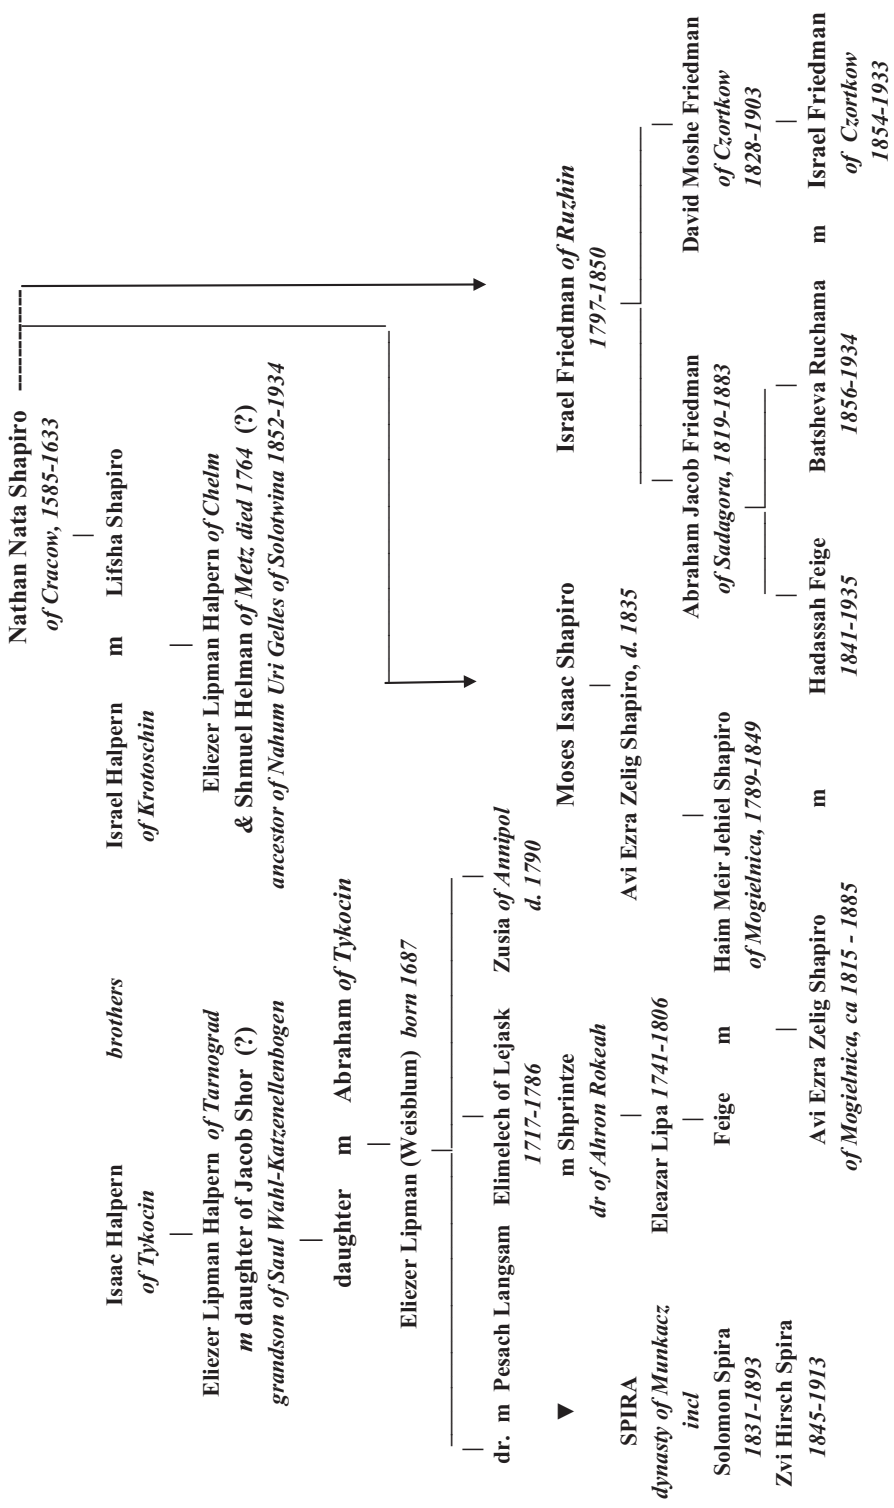 Nathan Nata Shapiro
of Cracow, 1585-1633
Isaac Halpern brothers Israel Halpern m Lifsha Shapiro
of Tykocin of Krotoschin
Eliezer Lipman Halpern of Tarnograd Eliezer Lipman Halpern of Chelm
m daughter of Jacob Shor (?) & Shmuel Helman of Metz died 1764 (?)
grandson of Saul Wahl-Katzenellenbogen ancestor of Nahum Uri Gelles of Solotwina 1852-1934
daughter m Abraham of Tykocin
Eliezer Lipman (Weisblum) born 1687
dr. m Pesach Langsam Elimelech of Lejask Zusia of Annipol
1717-1786 d. 1790
▼ m Shprintze Moses Isaac Shapiro Israel Friedman of Ruzhin
dr of Ahron Rokeah 1797-1850
SPIRA Avi Ezra Zelig Shapiro, d. 1835
dynasty of Munkacz Eleazar Lipa 1741-1806
incl
Abraham Jacob Friedman David Moshe Friedman
Solomon Spira Feige m Haim Meir Jehiel Shapiro of Sadagora, 1819-1883 of Czortkow
1831-1893 of Mogielnica, 1789-1849 1828-1903
Zvi Hirsch Spira
1845-1913 Avi Ezra Zelig Shapiro m Hadassah Feige Batsheva Ruchama m Israel Friedman
of Mogielnica, ca 1815 - 1885 1841-1935 1856-1934 of Czortkow
1854-1933